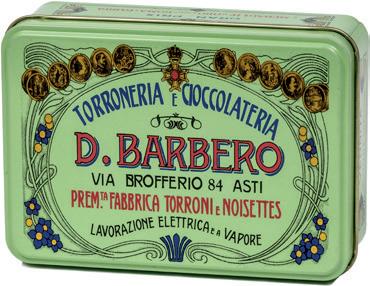 TORRONERIA E CIOCCOLATERIA
D. BARBERO
VIA BROFFERIO 84 ASTI
PREM.TA FABBRICA TORRONI E NOISETTES
LAVORAZIONE ELETTRICA E A VAPORE